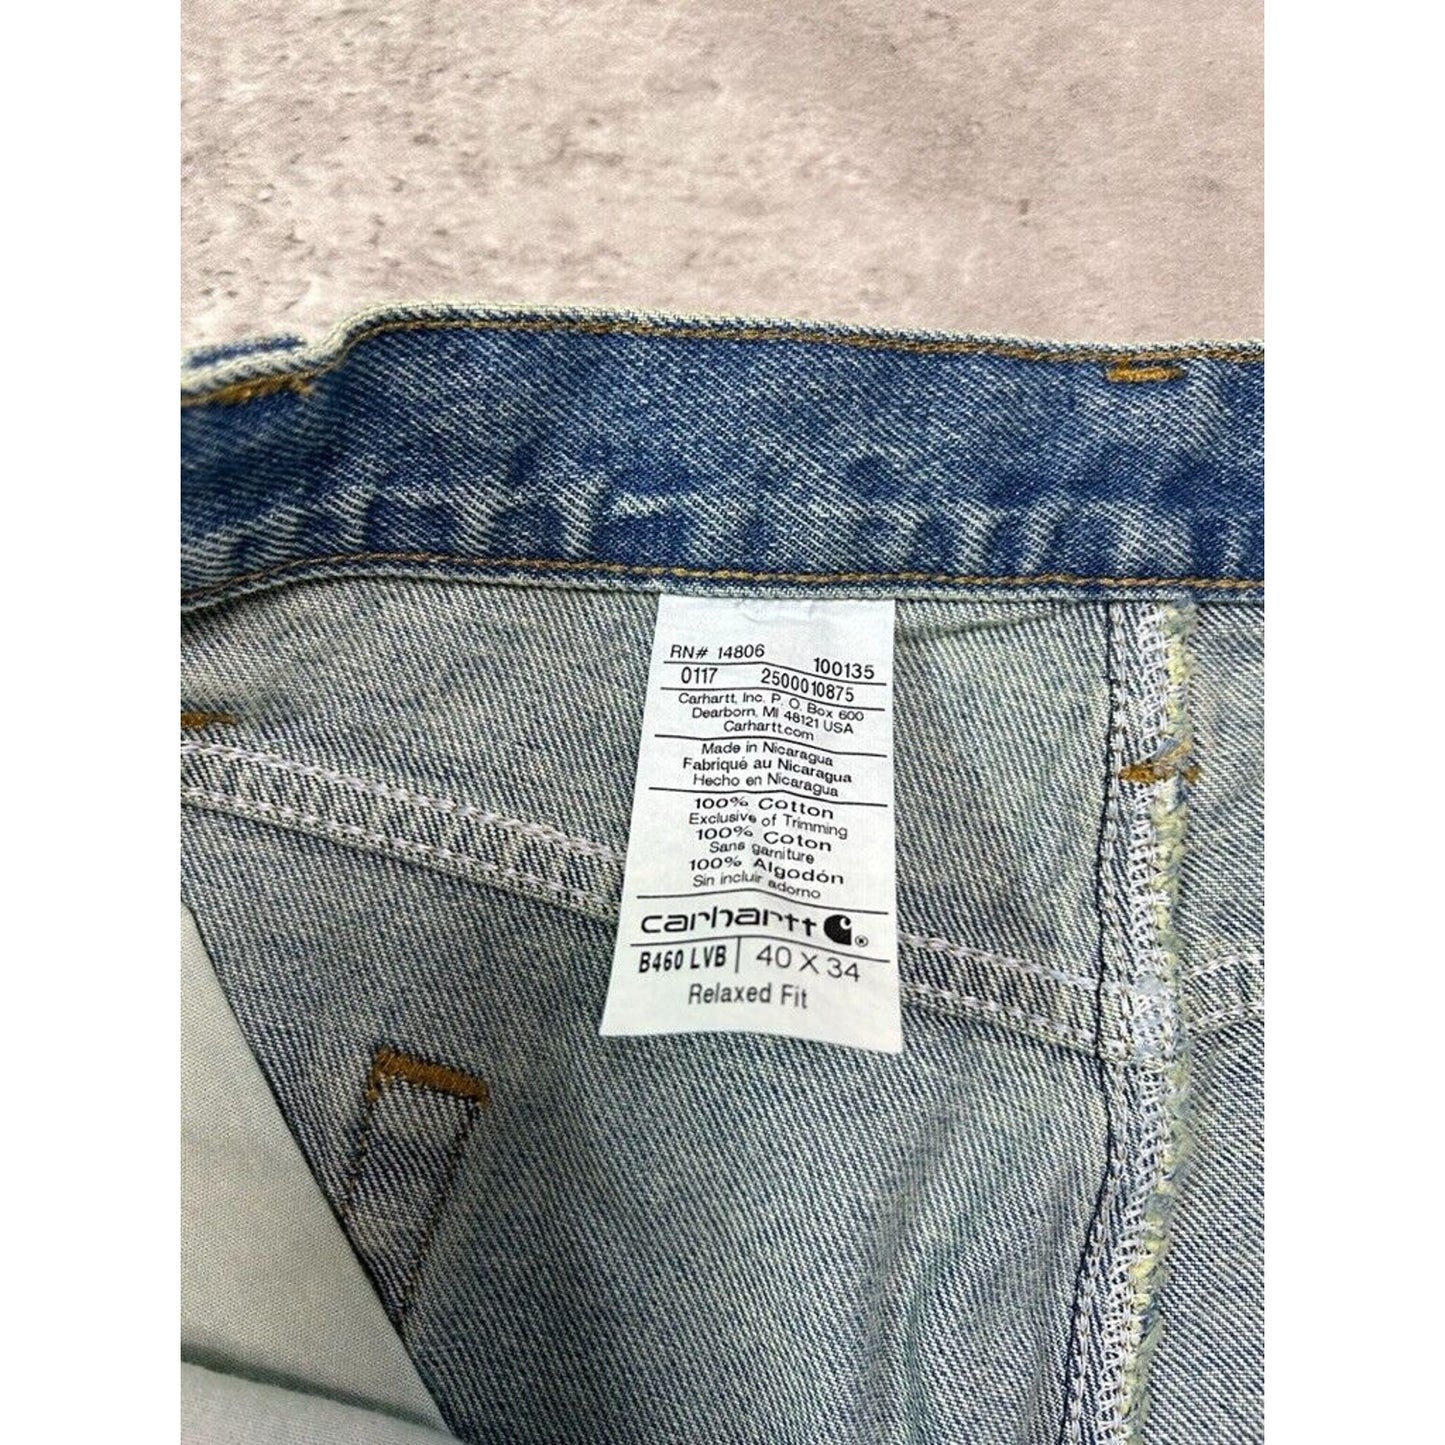 RN# 14806 100135
0117 2500010875
Carhartt, Inc. P. O. Box 600
Dearborn, MI 48121 USA
Carhartt.com
Made in Nicaragua
Fabriqué au Nicaragua
Hecho en Nicaragua
100% Cotton
Exclusive of Trimming
100% Coton
Sans garniture
100% Algodón
Sin incluir adorno
carhartt ®
B460 LVB | 40 X 34
Relaxed Fit